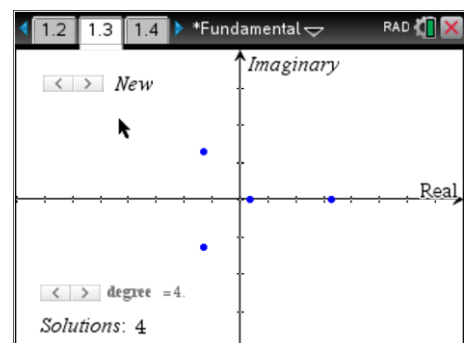 1.2 1.3 1.4 *Fundamental RAD
Imaginary
< > New
Real
< > degree =4.
Solutions: 4